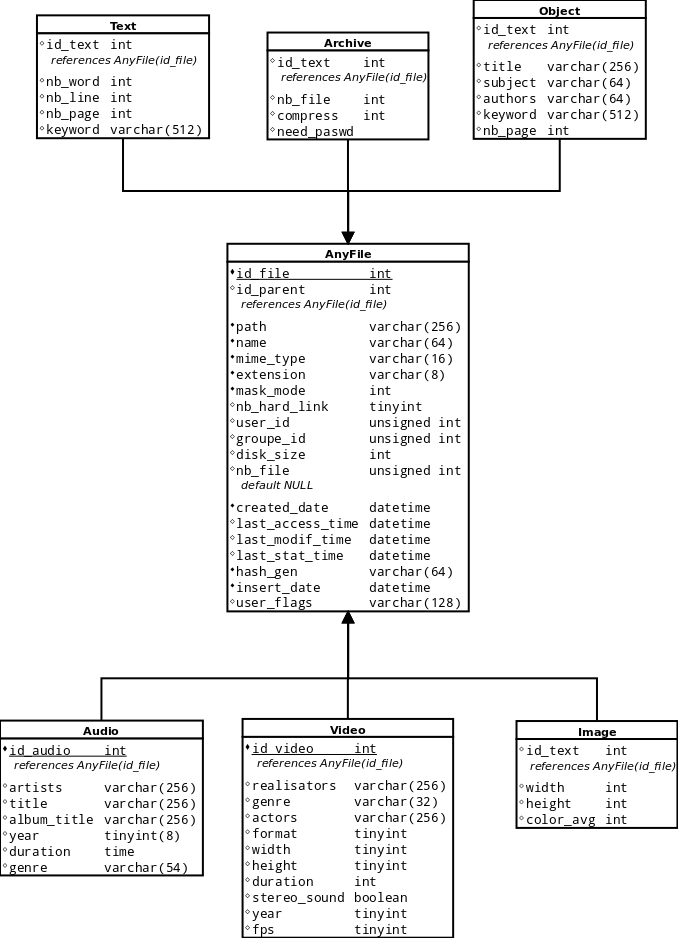 Text
id_text int
references AnyFile(id_file)
nb_word int
nb_line int
nb_page int
keyword varchar(512)
Archive
id_text int
references AnyFile(id_file)
nb_file int
compress int
need_paswd
Object
id_text int
references AnyFile(id_file)
title varchar(256)
subject varchar(64)
authors varchar(64)
keyword varchar(512)
nb_page int
AnyFile
id_file int
id_parent int
references AnyFile(id_file)
path varchar(256)
name varchar(64)
mime_type varchar(16)
extension varchar(8)
mask_mode int
nb_hard_link tinyint
user_id unsigned int
groupe_id unsigned int
disk_size int
nb_file unsigned int
default NULL
created_date datetime
last_access_time datetime
last_modif_time datetime
last_stat_time datetime
hash_gen varchar(64)
insert_date datetime
user_flags varchar(128)
Audio
id_audio int
references AnyFile(id_file)
artists varchar(256)
title varchar(256)
album_title varchar(256)
year tinyint(8)
duration time
genre varchar(54)
Video
id_video int
references AnyFile(id_file)
realisators varchar(256)
genre varchar(32)
actors varchar(256)
format tinyint
width tinyint
height tinyint
duration int
stereo_sound boolean
year tinyint
fps tinyint
Image
id_text int
references AnyFile(id_file)
width int
height int
color_avg int